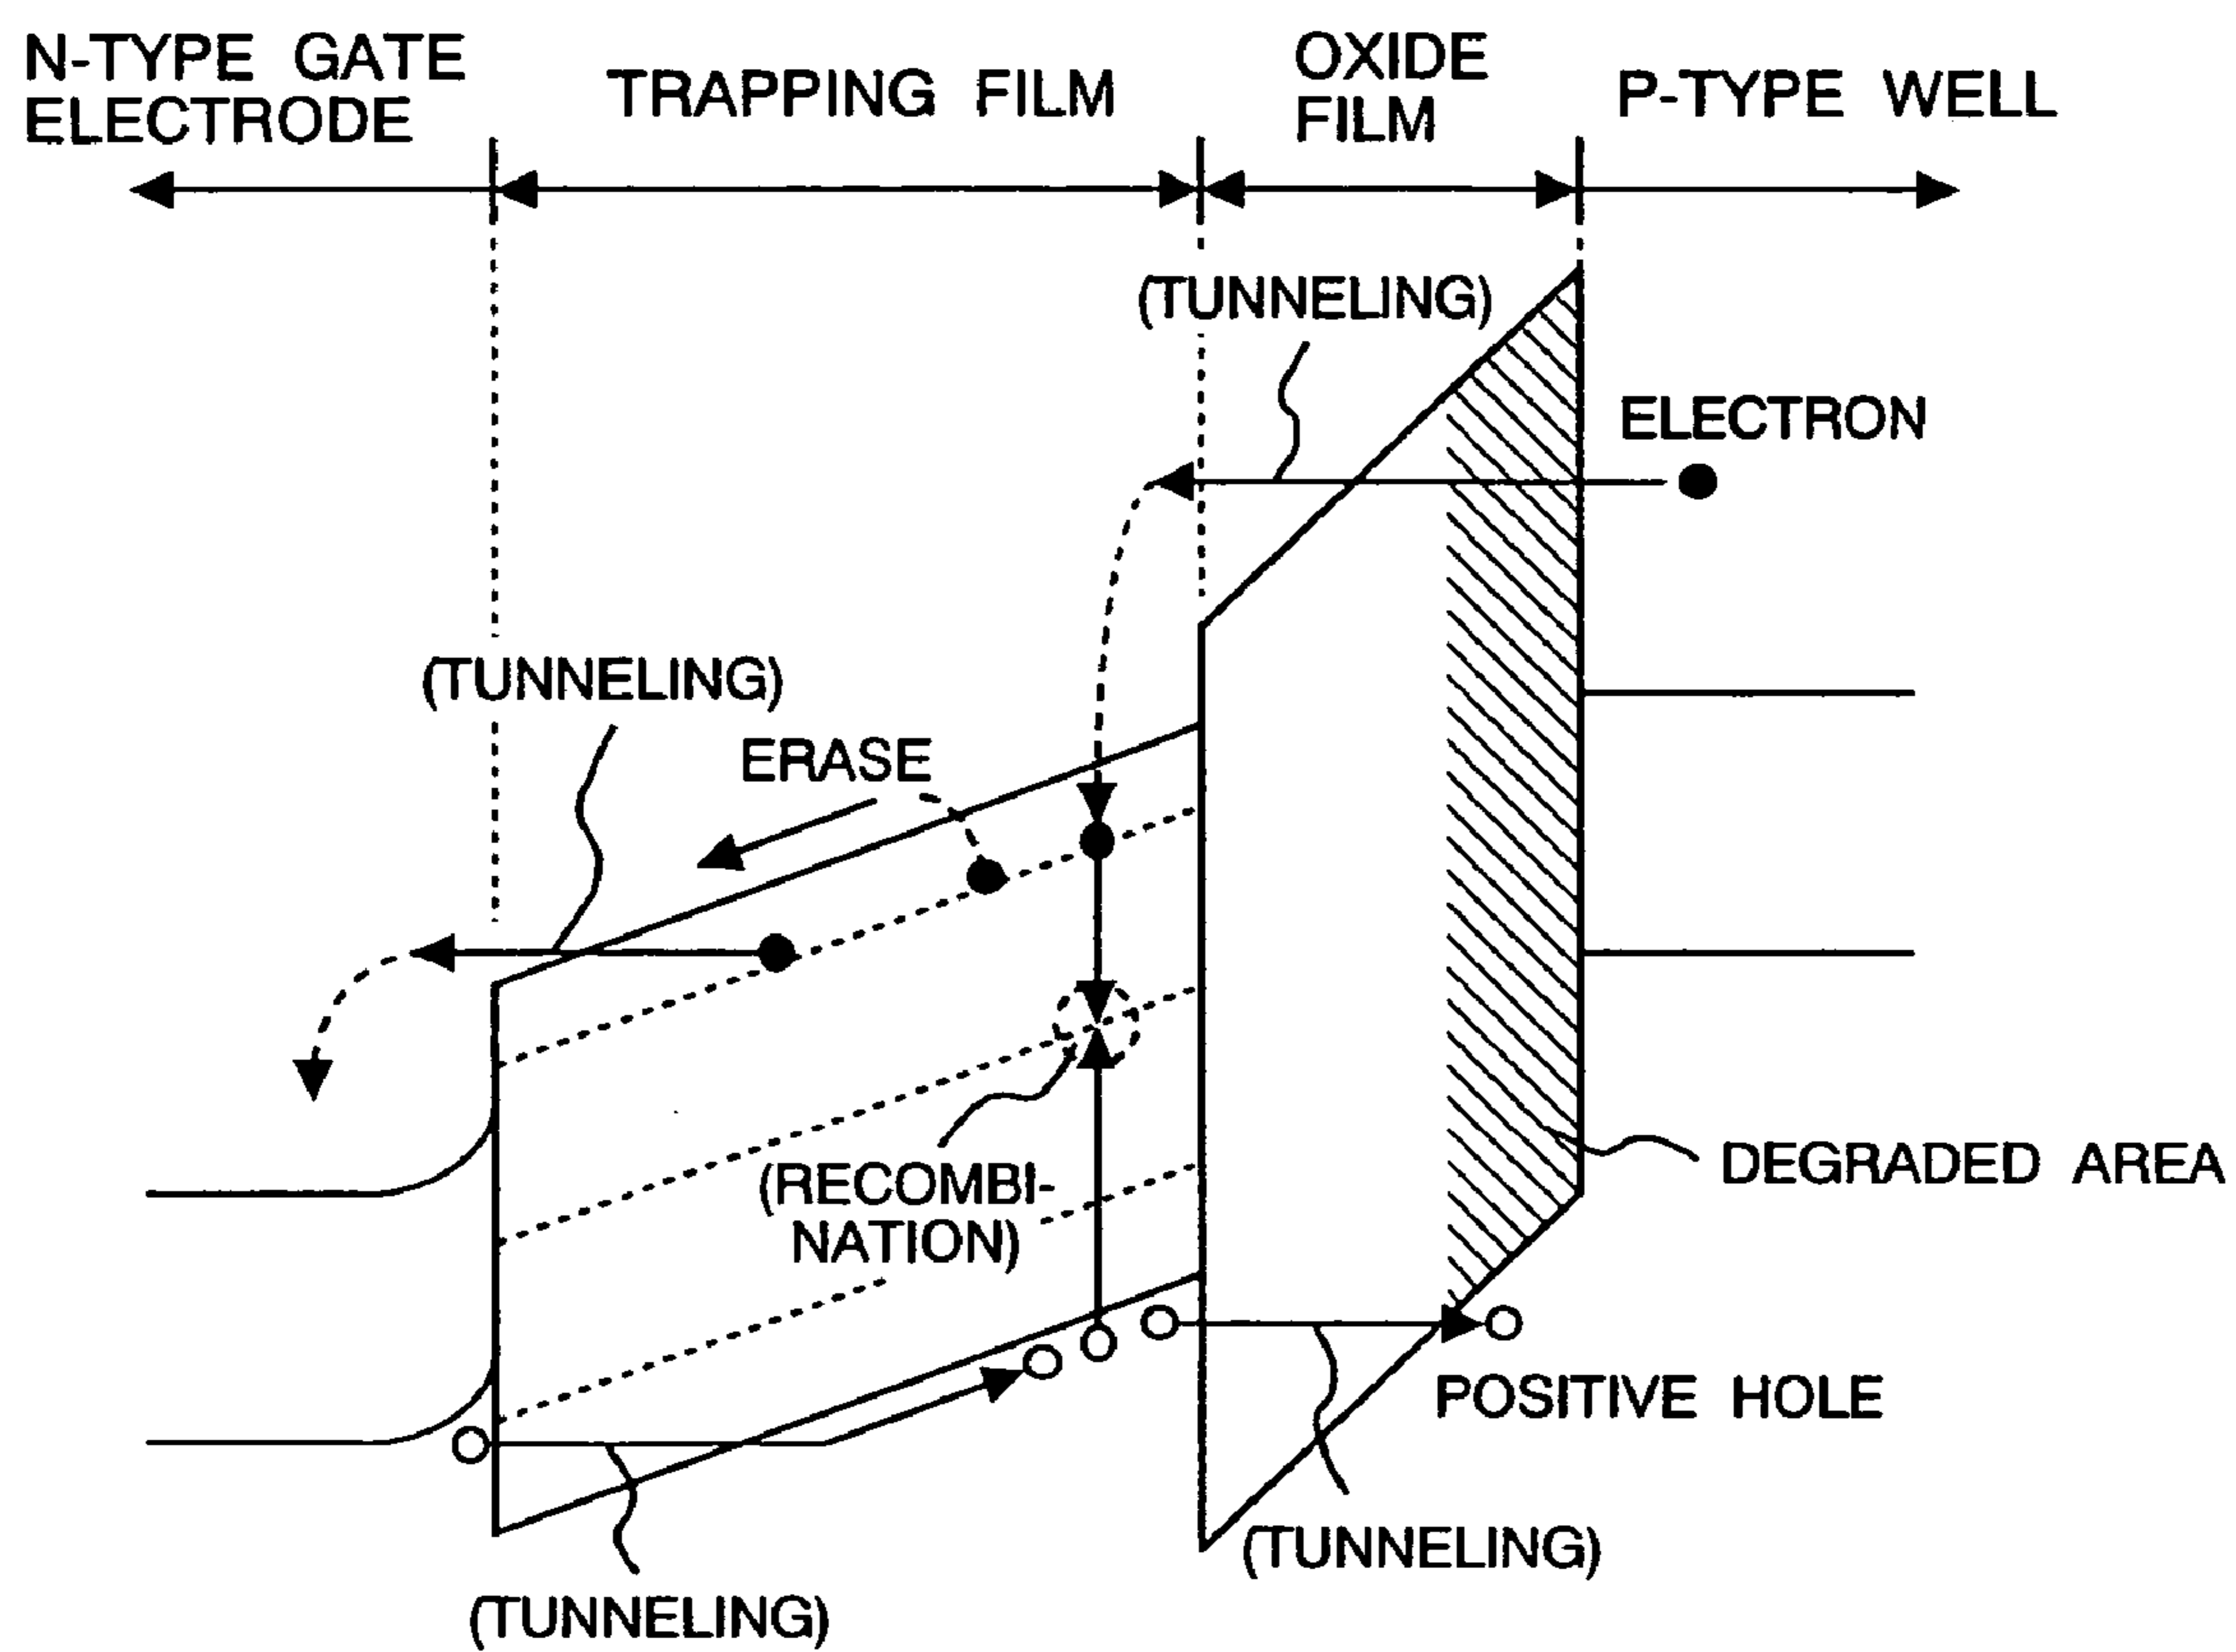 N-TYPE GATE
ELECTRODE
TRAPPING FILM
OXIDE
FILM
P-TYPE WELL
(TUNNELING)
ELECTRON
(TUNNELING)
ERASE
DEGRADED AREA
(RECOMBI-
NATION)
POSITIVE HOLE
(TUNNELING)
(TUNNELING)